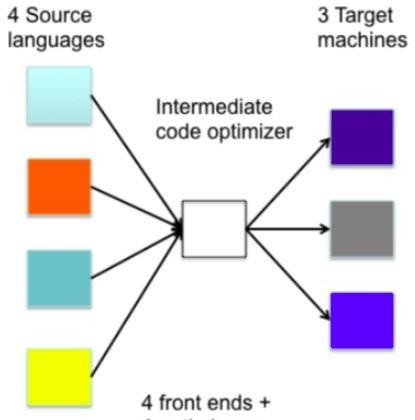 4 Source
languages
3 Target
machines
Intermediate
code optimizer
4 front ends +